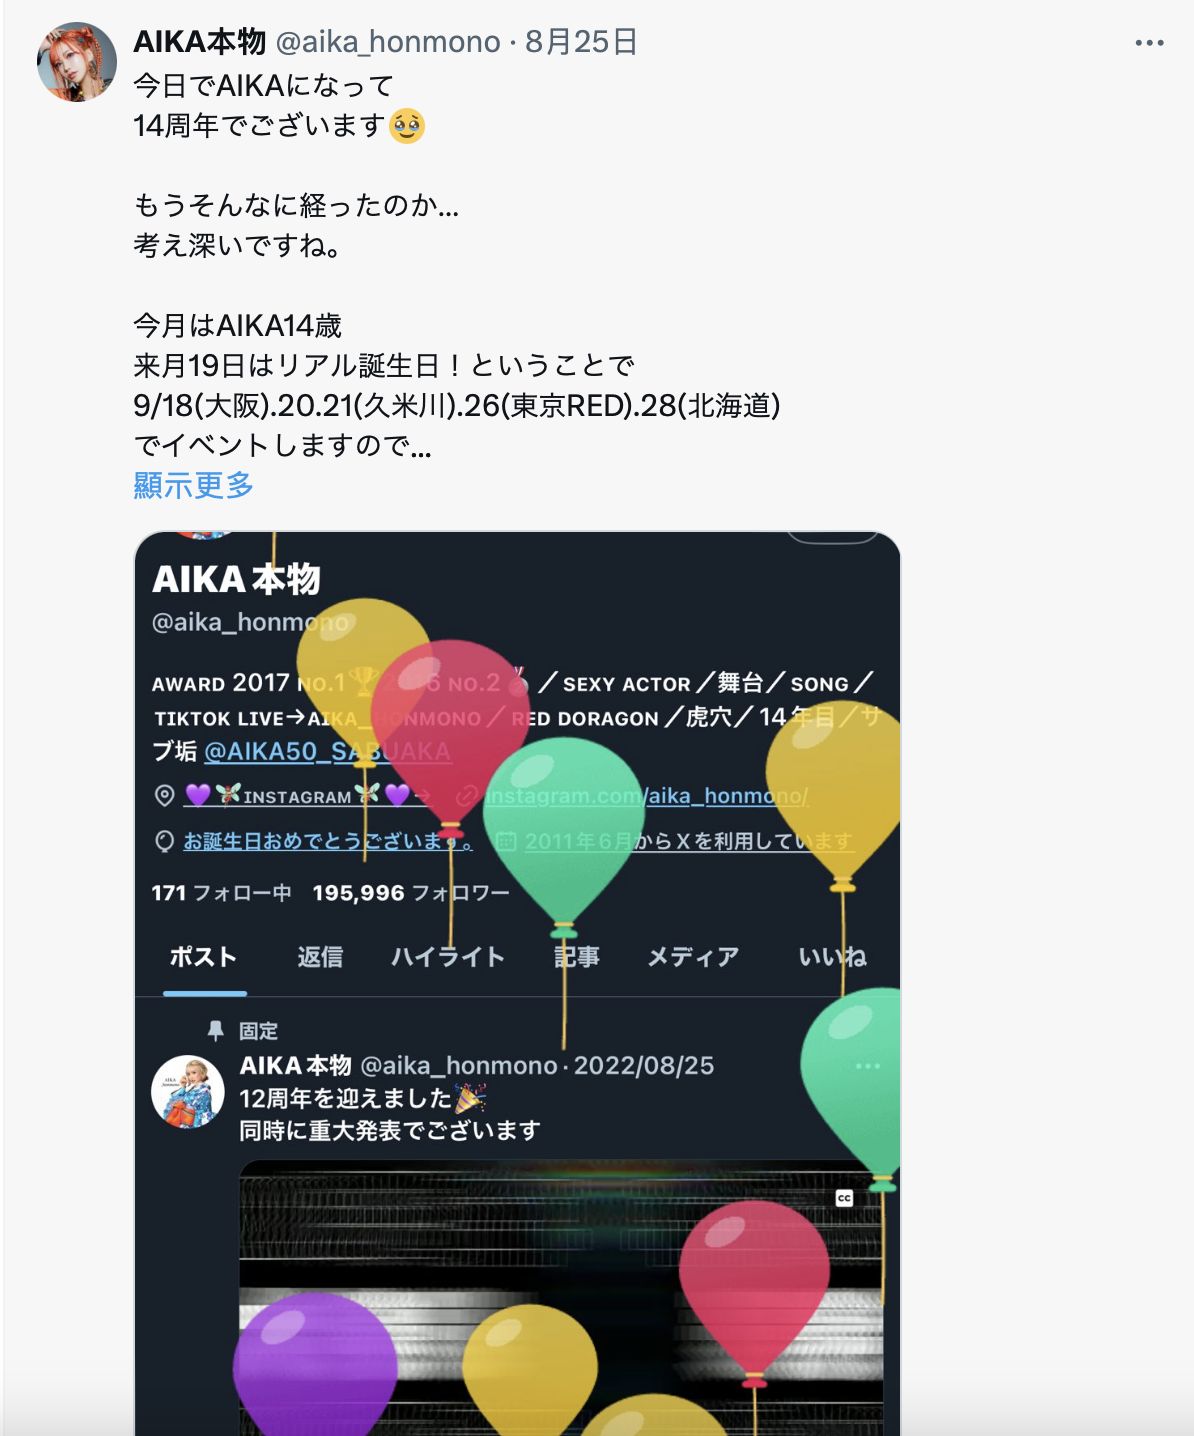 AIKA本物 @aika_honmono · 8月25日
今日でAIKAになって
14周年でございます🥹
もうそんなに経ったのか...
考え深いですね。
今月はAIKA14歳
来月19日はリアル誕生日！ということで
9/18(大阪).20.21(久米川).26(東京RED).28(北海道)
でイベントしますので...
顯示更多
AIKA本物
@aika_honmono
AWARD 2017 NO.1🏆2016 NO.2🥈／SEXY ACTOR／舞台／SONG／
TIKTOK LIVE→AIKA_HONMONO／RED DORAGON／虎穴／14年目／サ
ブ垢 @AIKA50_SABUAKA
💜🧚INSTAGRAM🧚💜→ instagram.com/aika_honmono/
お誕生日おめでとうございます。 2011年6月からXを利用しています
171 フォロー中 195,996 フォロワー
ポスト 返信 ハイライト 記事 メディア いいね
固定
AIKA本物 @aika_honmono · 2022/08/25
12周年を迎えました🎉
同時に重大発表でございます
CC